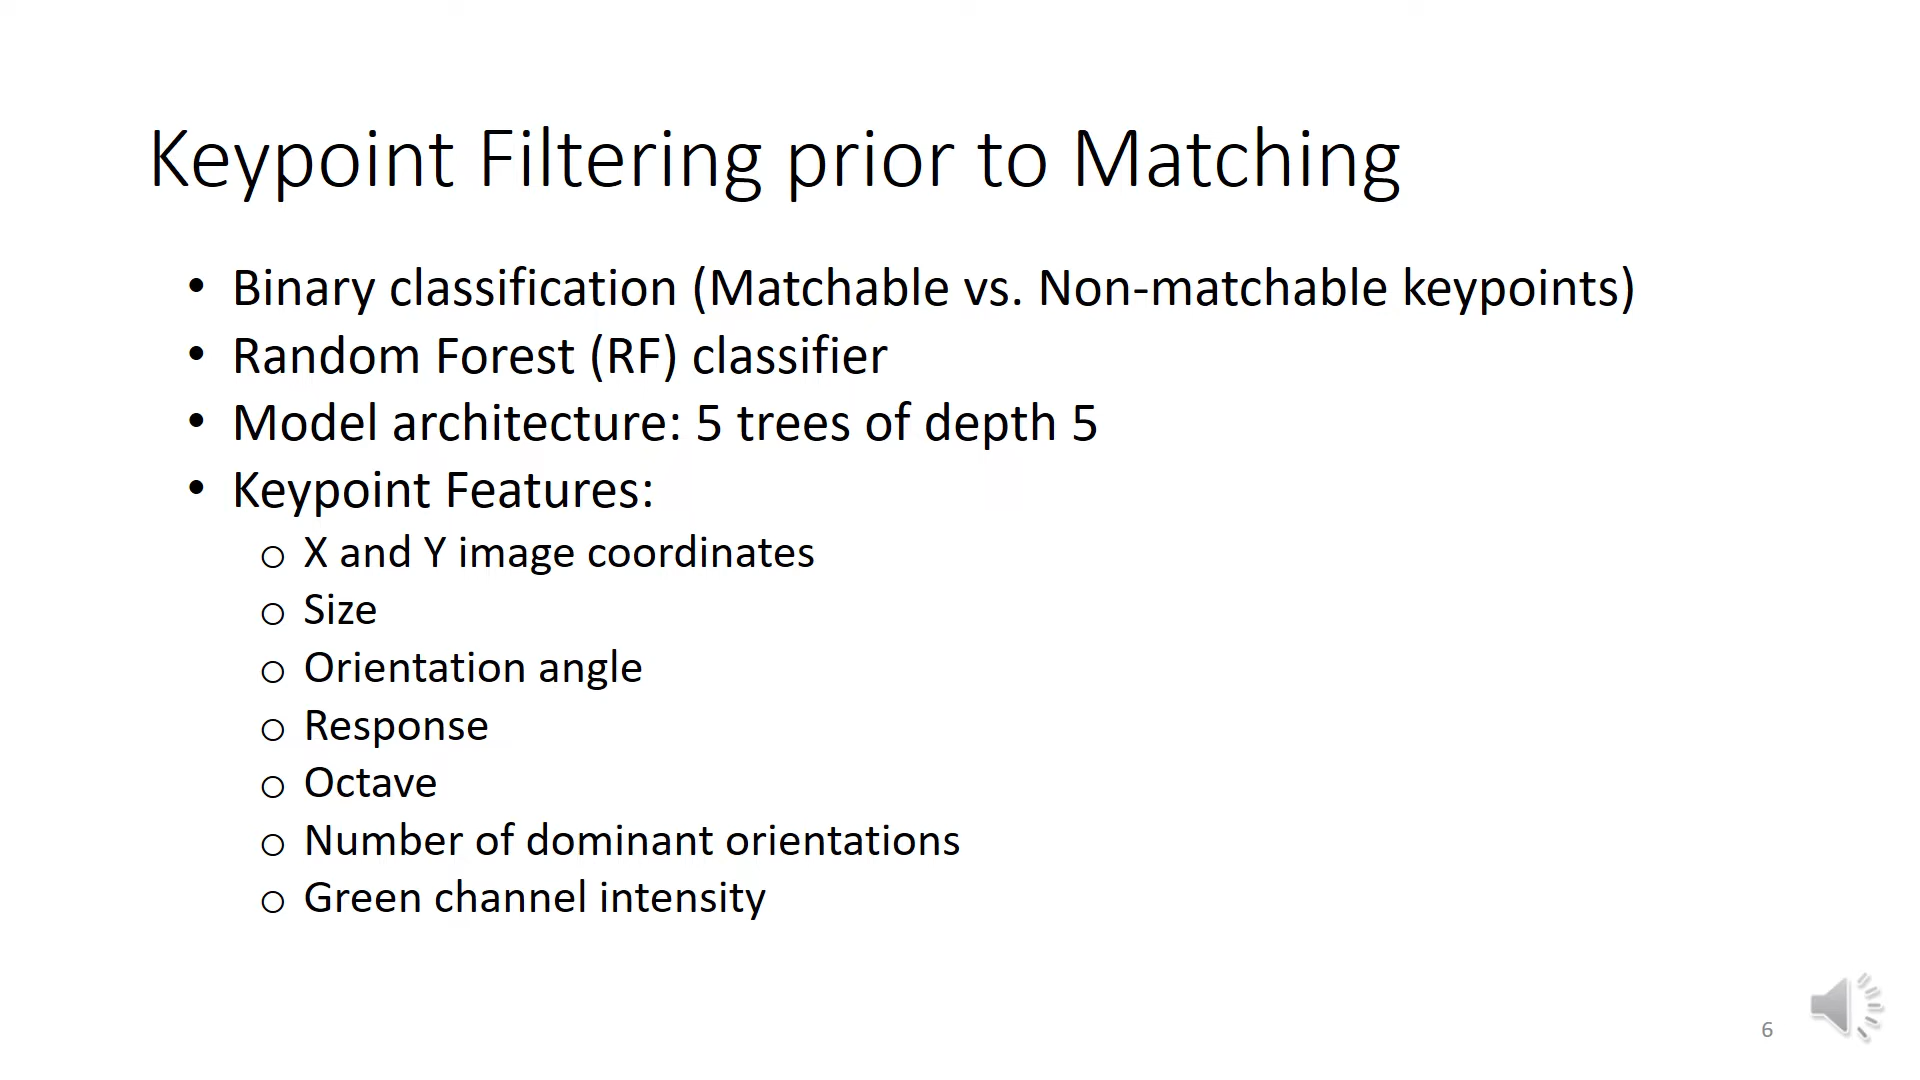 Keypoint Filtering prior to Matching
• Binary classification (Matchable vs. Non-matchable keypoints)
• Random Forest (RF) classifier
• Model architecture: 5 trees of depth 5
• Keypoint Features:
o X and Y image coordinates
o Size
o Orientation angle
o Response
o Octave
o Number of dominant orientations
o Green channel intensity
6